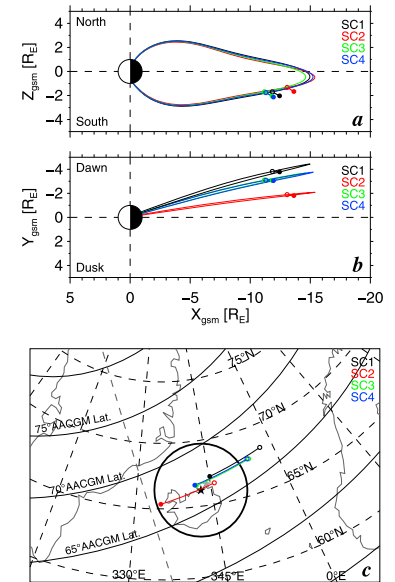 North
SC1
SC2
SC3
SC4
4
2
0
-2
-4
Z_gsm [R_E]
South
a
Dawn
SC1
SC2
SC3
SC4
-4
-2
0
2
4
Y_gsm [R_E]
Dusk
b
5 0 -5 -10 -15 -20
X_gsm [R_E]
SC1
SC2
SC3
SC4
75°N
70°N
75°AACGM Lat.
65°N
70°AACGM Lat.
60°N
65°AACGM Lat.
c
330°E 345°E 0°E